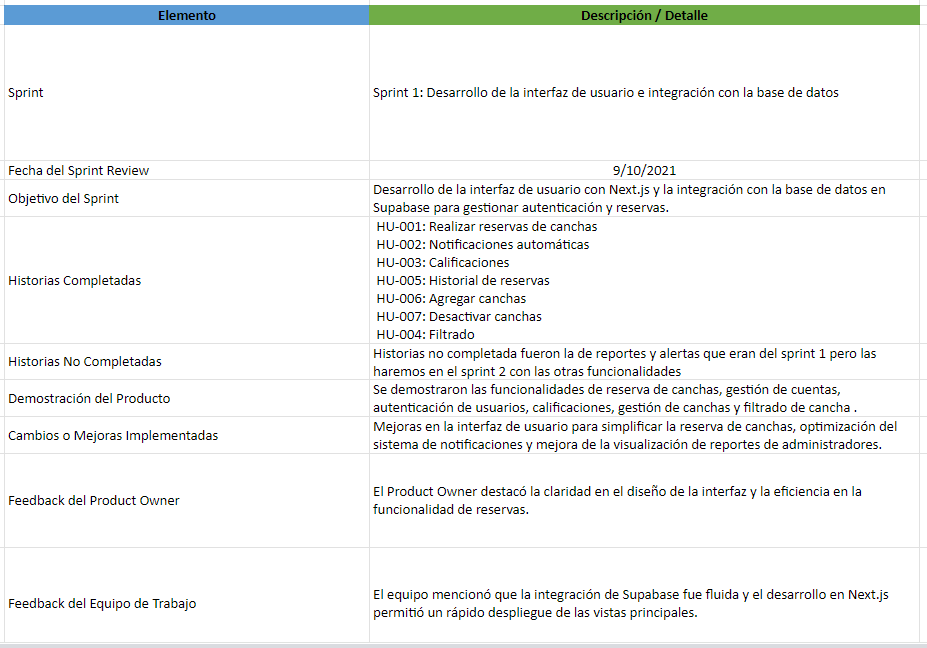 Elemento
Descripción / Detalle
Sprint
Sprint 1: Desarrollo de la interfaz de usuario e integración con la base de datos
Fecha del Sprint Review
9/10/2021
Objetivo del Sprint
Desarrollo de la interfaz de usuario con Next.js y la integración con la base de datos en
Supabase para gestionar autenticación y reservas.
Historias Completadas
HU-001: Realizar reservas de canchas
HU-002: Notificaciones automáticas
HU-003: Calificaciones
HU-005: Historial de reservas
HU-006: Agregar canchas
HU-007: Desactivar canchas
HU-004: Filtrado
Historias No Completadas
Historias no completada fueron la de reportes y alertas que eran del sprint 1 pero las
haremos en el sprint 2 con las otras funcionalidades
Demostración del Producto
Se demostraron las funcionalidades de reserva de canchas, gestión de cuentas,
autenticación de usuarios, calificaciones, gestión de canchas y filtrado de cancha .
Cambios o Mejoras Implementadas
Mejoras en la interfaz de usuario para simplificar la reserva de canchas, optimización del
sistema de notificaciones y mejora de la visualización de reportes de administradores.
Feedback del Product Owner
El Product Owner destacó la claridad en el diseño de la interfaz y la eficiencia en la
funcionalidad de reservas.
Feedback del Equipo de Trabajo
El equipo mencionó que la integración de Supabase fue fluida y el desarrollo en Next.js
permitió un rápido despliegue de las vistas principales.